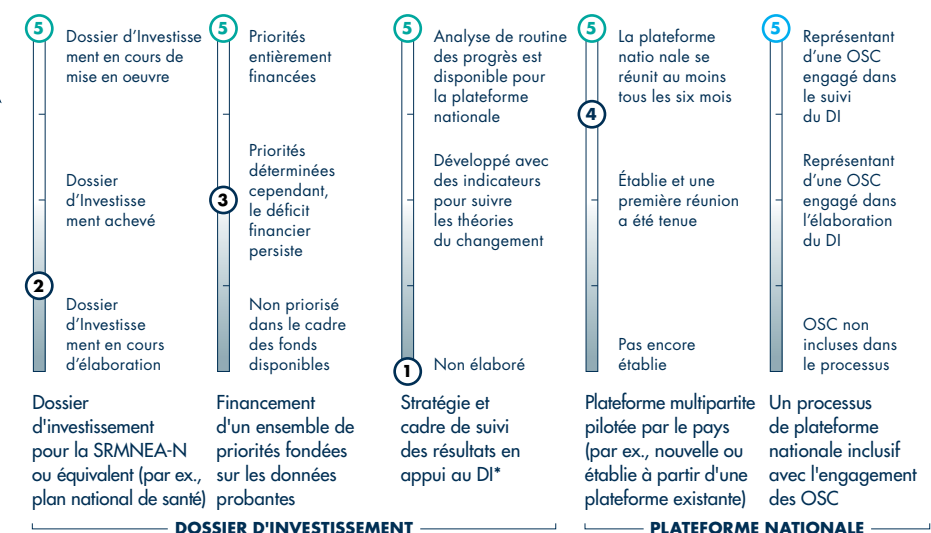 5
Dossier d’Investisse
ment en cours de
mise en oeuvre
Dossier
d’Investisse
ment achevé
2
Dossier
d’Investisse
ment en cours
d’élaboration
Dossier
d'investissement
pour la SRMNEA-N
ou équivalent (par ex.,
plan national de santé)
5
Priorités
entièrement
financées
Priorités
déterminées
cependant,
le déficit
financier
persiste
3
Non priorisé
dans le cadre
des fonds
disponibles
Financement
d'un ensemble de
priorités fondées
sur les données
probantes
5
Analyse de routine
des progrès est
disponible pour
la plateforme
nationale
Développé avec
des indicateurs
pour suivre
les théories
du changement
1
Non élaboré
Stratégie et
cadre de suivi
des résultats en
appui au DI*
5
La plateforme
natio nale se
réunit au moins
tous les six mois
4
Établie et une
première réunion
a été tenue
Pas encore
établie
Plateforme multipartite
pilotée par le pays
(par ex., nouvelle ou
établie à partir d'une
plateforme existante)
5
Représentant
d’une OSC
engagé dans
le suivi
du DI
Représentant
d’une OSC
engagé dans
l’élaboration
du DI
OSC non
incluses dans
le processus
Un processus
de plateforme
nationale inclusif
avec l'engagement
des OSC
DOSSIER D'INVESTISSEMENT
PLATEFORME NATIONALE